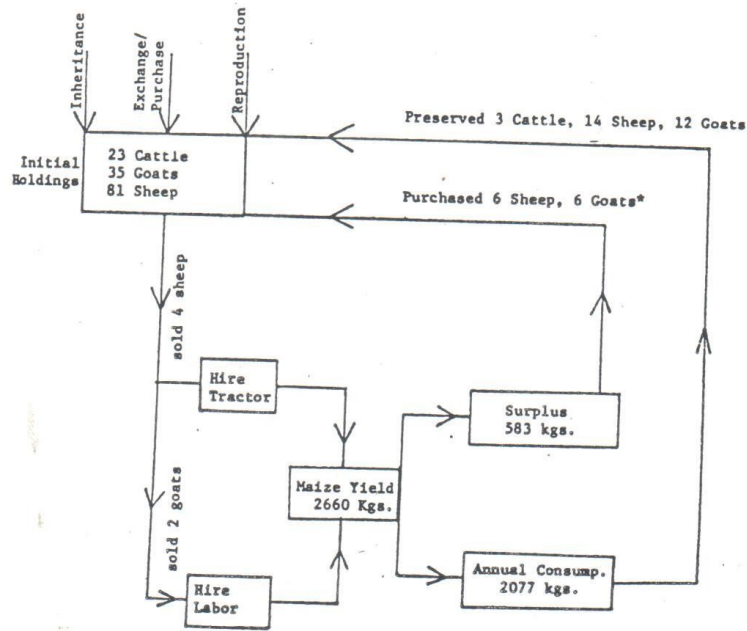 Inheritance
Exchange/
Purchase
Reproduction
Preserved 3 Cattle, 14 Sheep, 12 Goats
Initial
Holdings
23 Cattle
35 Goats
81 Sheep
Purchased 6 Sheep, 6 Goats*
sold 4 sheep
Hire
Tractor
Surplus
583 kgs.
Maize Yield
2660 Kgs.
sold 2 goats
Hire
Labor
Annual Consump.
2077 kgs.